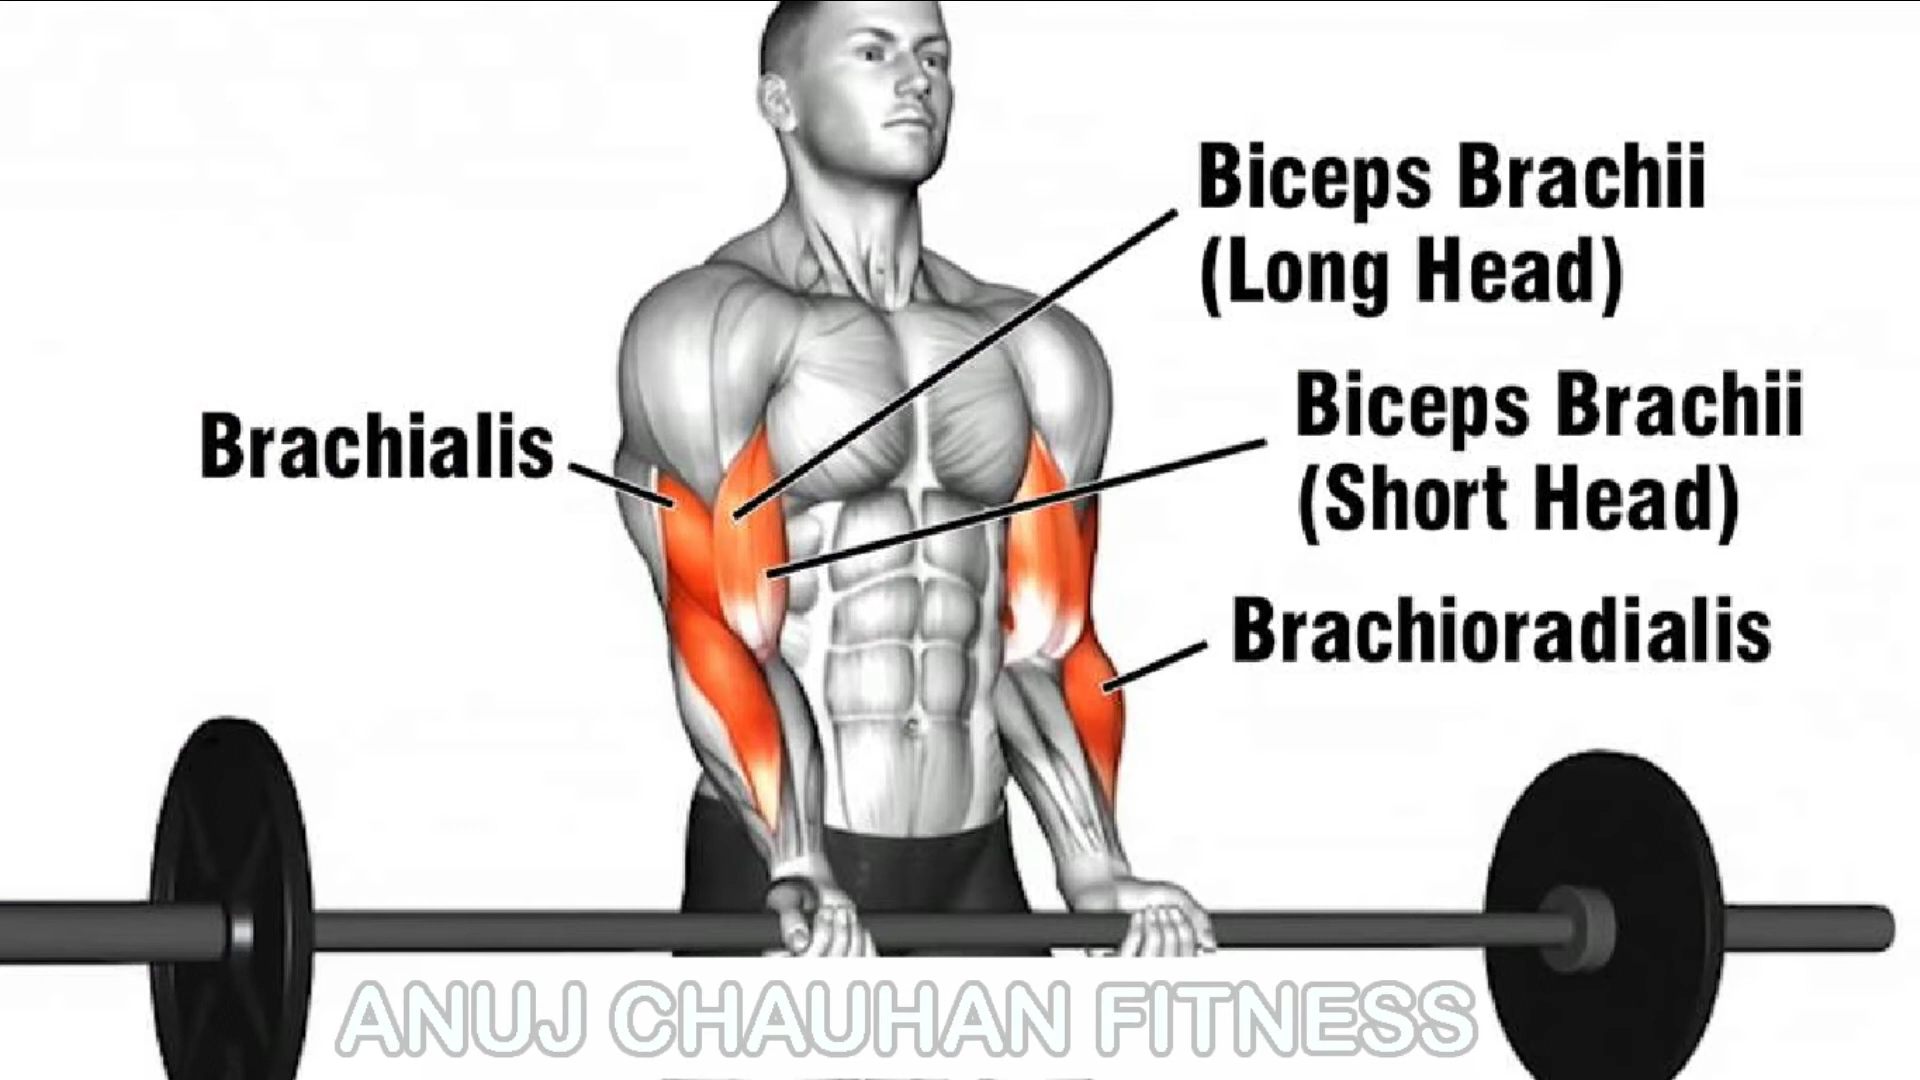 Biceps Brachii
(Long Head)
Biceps Brachii
(Short Head)
Brachialis
Brachioradialis
ANUJ CHAUHAN FITNESS